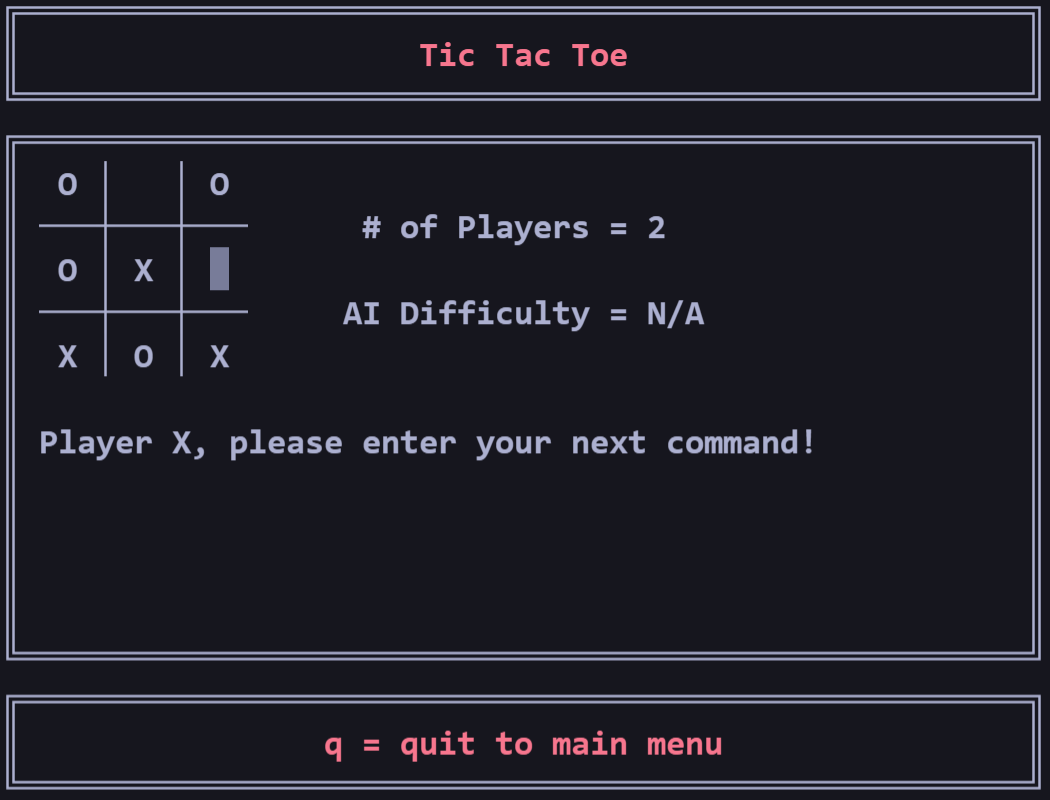 Tic Tac Toe
O O
# of Players = 2
O X
AI Difficulty = N/A
X O X
Player X, please enter your next command!
q = quit to main menu